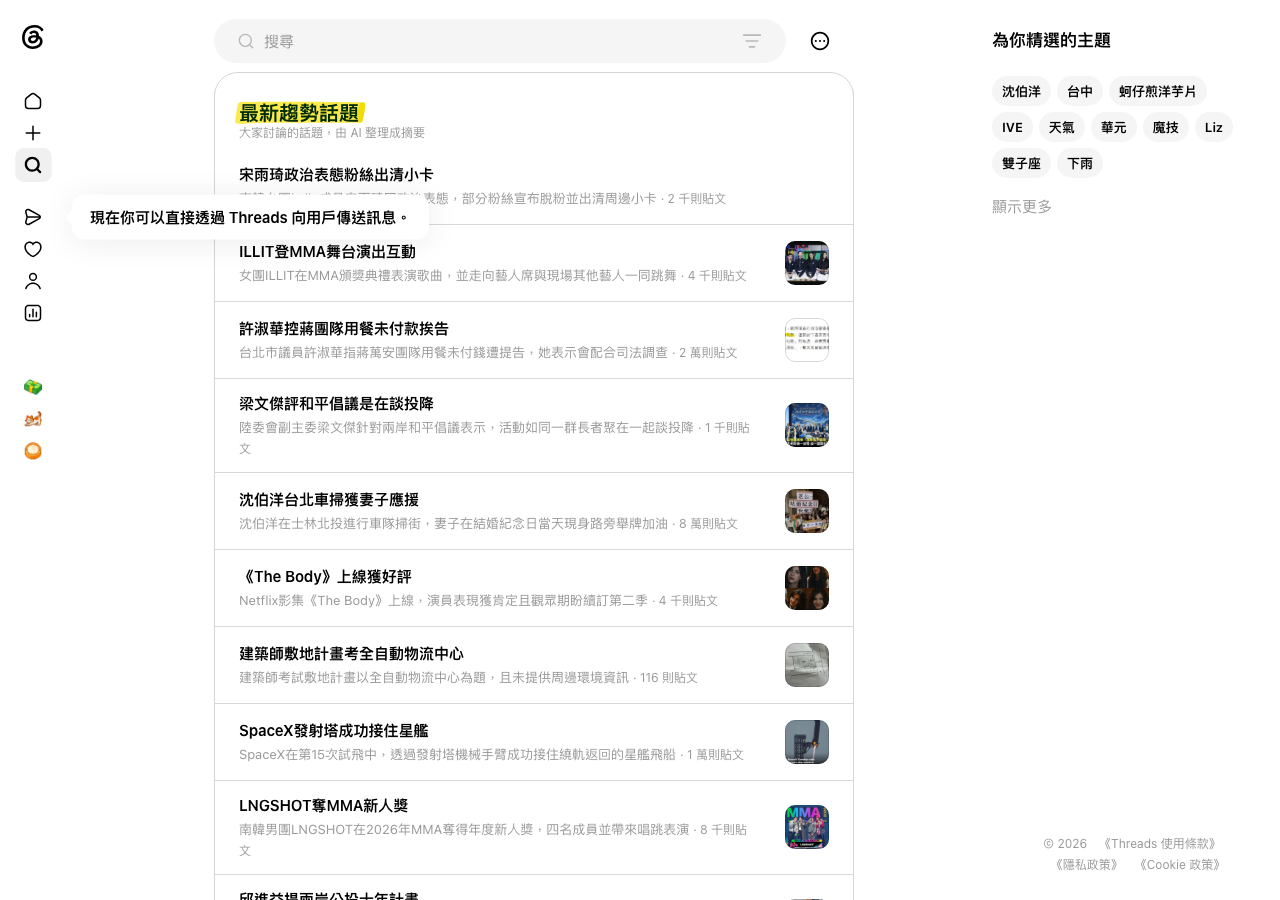 搜尋
最新趨勢話題
大家討論的話題，由 AI 整理成摘要
宋雨琦政治表態粉絲出清小卡
表態，部分粉絲宣布脫粉並出清周邊小卡 · 2 千則貼文
現在你可以直接透過 Threads 向用戶傳送訊息。
ILLIT登MMA舞台演出互動
女團ILLIT在MMA頒獎典禮表演歌曲，並走向藝人席與現場其他藝人一同跳舞 · 4 千則貼文
許淑華控蔣團隊用餐未付款挨告
台北市議員許淑華指蔣萬安團隊用餐未付錢遭提告，她表示會配合司法調查 · 2 萬則貼文
梁文傑評和平倡議是在談投降
陸委會副主委梁文傑針對兩岸和平倡議表示，活動如同一群長者聚在一起談投降 · 1 千則貼
文
沈伯洋台北車掃獲妻子應援
沈伯洋在士林北投進行車隊掃街，妻子在結婚紀念日當天現身路旁舉牌加油 · 8 萬則貼文
《The Body》上線獲好評
Netflix影集《The Body》上線，演員表現獲肯定且觀眾期盼續訂第二季 · 4 千則貼文
建築師敷地計畫考全自動物流中心
建築師考試敷地計畫以全自動物流中心為題，且未提供周邊環境資訊 · 116 則貼文
SpaceX發射塔成功接住星艦
SpaceX在第15次試飛中，透過發射塔機械手臂成功接住繞軌返回的星艦飛船 · 1 萬則貼文
LNGSHOT奪MMA新人獎
南韓男團LNGSHOT在2026年MMA奪得年度新人獎，四名成員並帶來唱跳表演 · 8 千則貼
文
MMA
為你精選的主題
沈伯洋
台中
蚵仔煎洋芋片
IVE
天氣
華元
魔技
Liz
雙子座
下雨
顯示更多
© 2026
《Threads 使用條款》
《隱私政策》
《Cookie 政策》